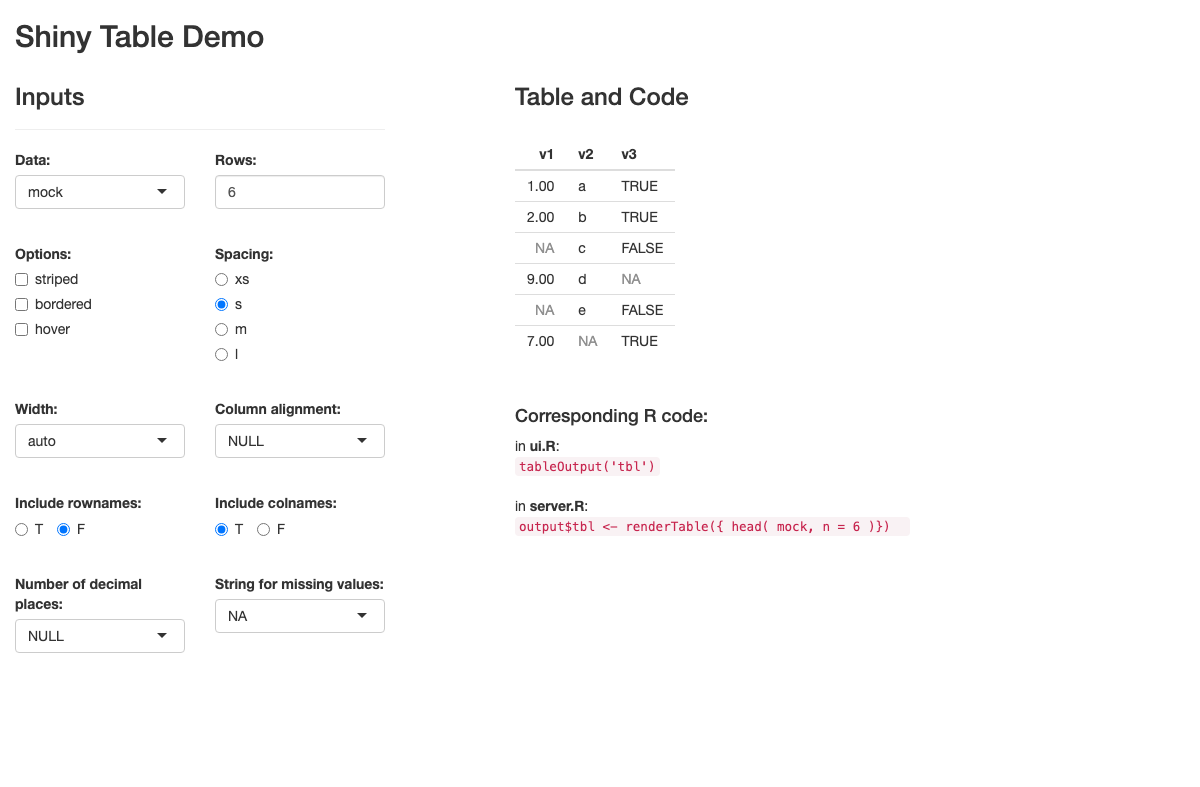 Shiny Table Demo
Inputs
Data:
mock
Rows:
6
Options:
striped
bordered
hover
Spacing:
xs
s
m
l
Width:
auto
Column alignment:
NULL
Include rownames:
T F
Include colnames:
T F
Number of decimal
places:
NULL
String for missing values:
NA
Table and Code
v1 v2 v3
1.00 a TRUE
2.00 b TRUE
NA c FALSE
9.00 d NA
NA e FALSE
7.00 NA TRUE
Corresponding R code:
in ui.R:
tableOutput('tbl')
in server.R:
output$tbl <- renderTable({ head( mock, n = 6 )})